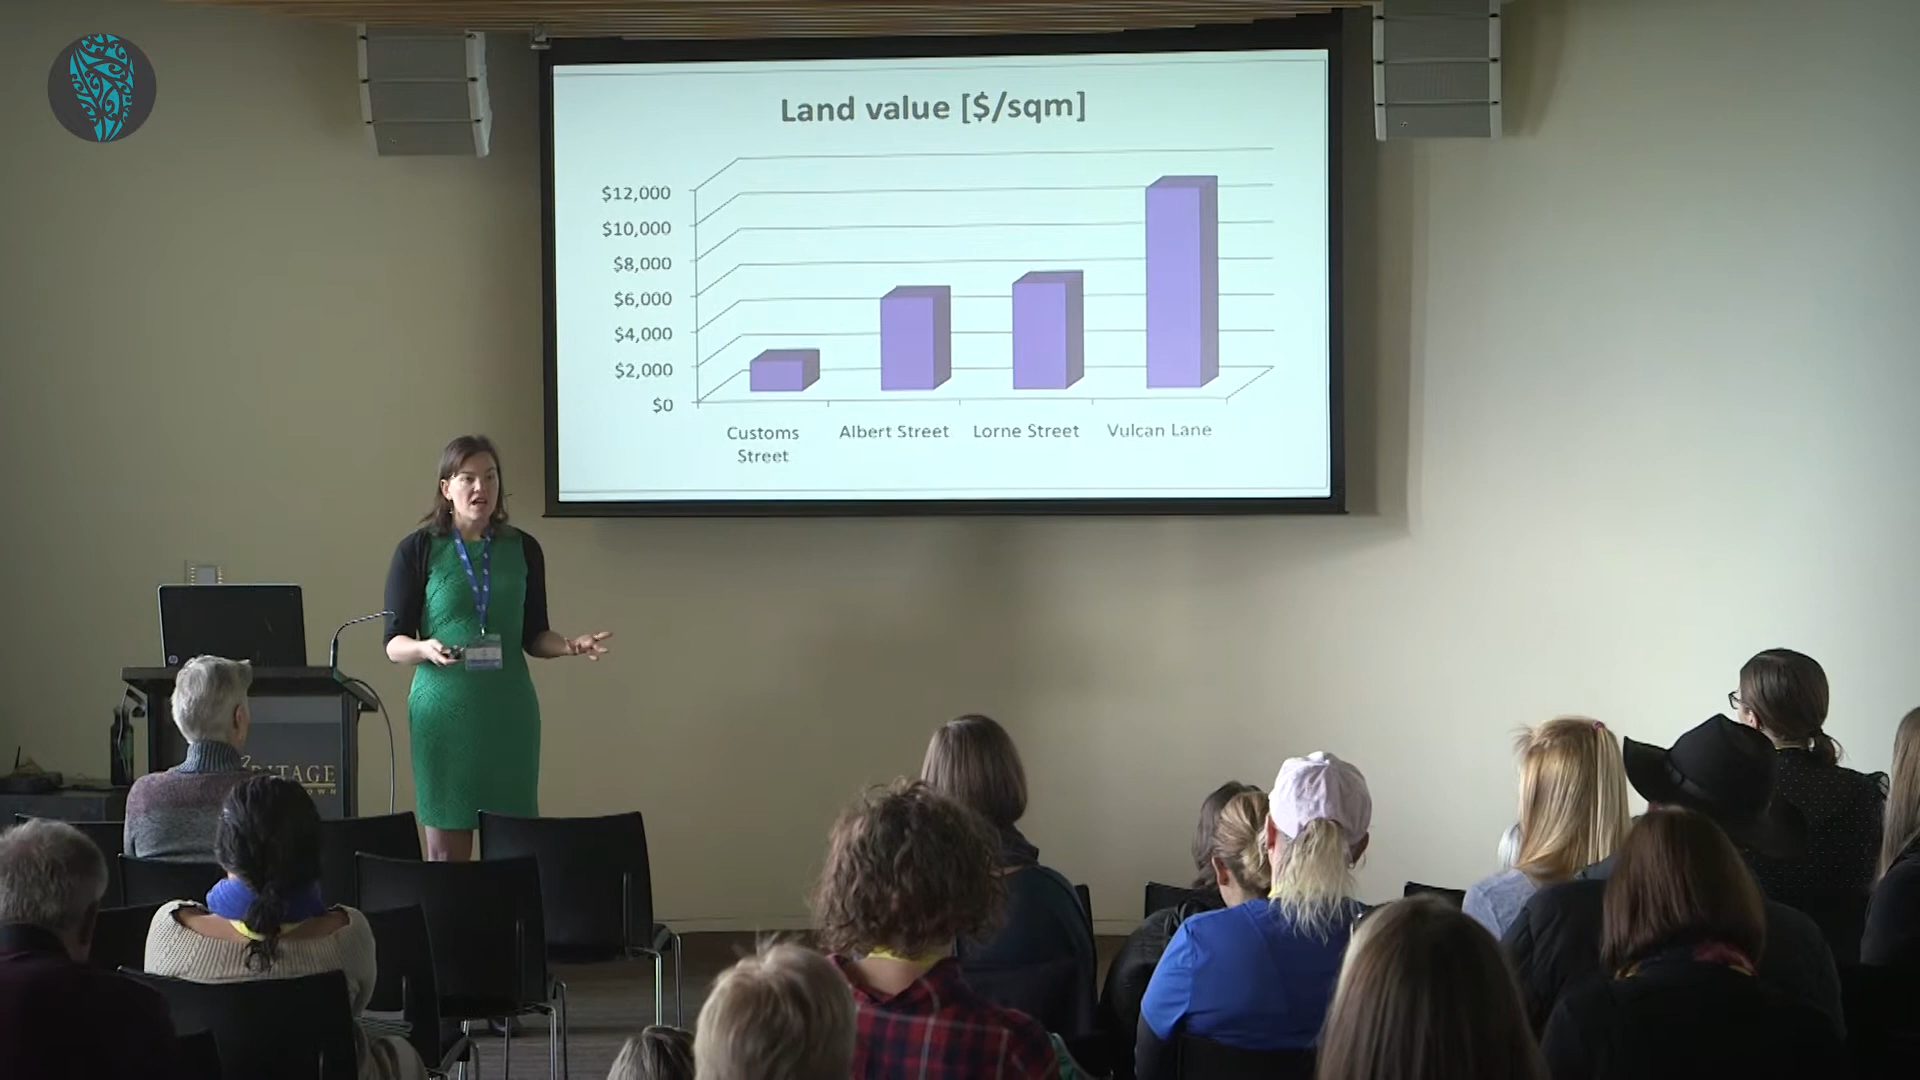 Land value [$/sqm]
$12,000
$10,000
$8,000
$6,000
$4,000
$2,000
$0
Customs Street
Albert Street
Lorne Street
Vulcan Lane